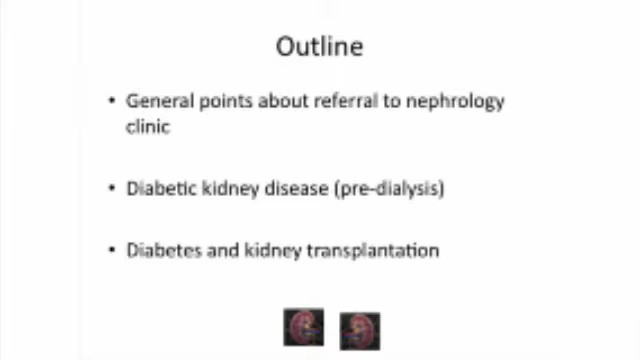 Outline
• General points about referral to nephrology
clinic
• Diabetic kidney disease (pre-dialysis)
• Diabetes and kidney transplantation